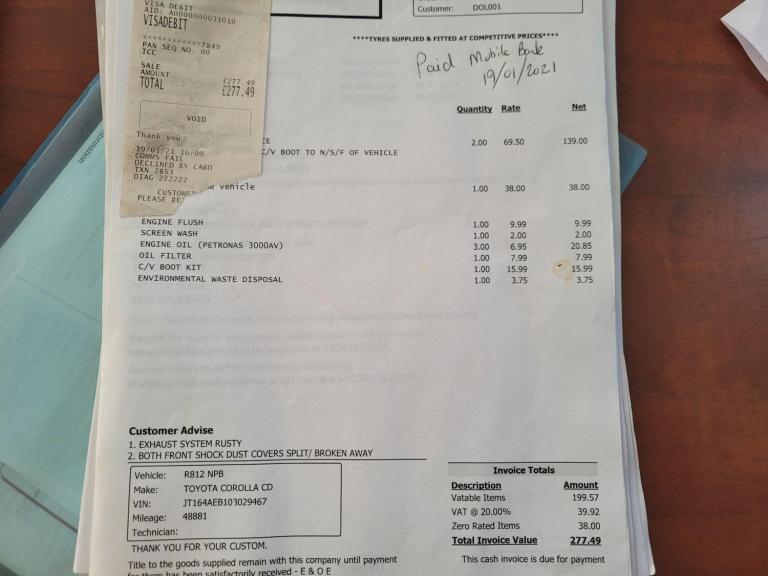 VISA DEBIT
AID: A0000000031010
VISADEBIT
************7849
PAN SEQ NO. 00
ICC
SALE
AMOUNT £277.49
TOTAL £277.49
VOID
Thank you
19/01/21 16:00
COMMS FAIL
DECLINED BY CARD
TXN 2853
DIAG 222222
CUSTOMER
PLEASE RE
Customer: DOL001
****TYRES SUPPLIED & FITTED AT COMPETITIVE PRICES****
Paid Mobile Bank
19/01/2021
Quantity Rate Net
CE 2.00 69.50 139.00
C/V BOOT TO N/S/F OF VEHICLE
e vehicle 1.00 38.00 38.00
ENGINE FLUSH 1.00 9.99 9.99
SCREEN WASH 1.00 2.00 2.00
ENGINE OIL (PETRONAS 3000AV) 3.00 6.95 20.85
OIL FILTER 1.00 7.99 7.99
C/V BOOT KIT 1.00 15.99 15.99
ENVIRONMENTAL WASTE DISPOSAL 1.00 3.75 3.75
Customer Advise
1. EXHAUST SYSTEM RUSTY
2. BOTH FRONT SHOCK DUST COVERS SPLIT/ BROKEN AWAY
Vehicle: R812 NPB
Make: TOYOTA COROLLA CD
VIN: JT164AEB103029467
Mileage: 48881
Technician:
Invoice Totals
Description Amount
Vatable Items 199.57
VAT @ 20.00% 39.92
Zero Rated Items 38.00
Total Invoice Value 277.49
THANK YOU FOR YOUR CUSTOM.
This cash invoice is due for payment
Title to the goods supplied remain with this company until payment
for them has been satisfactorily received - E & O E